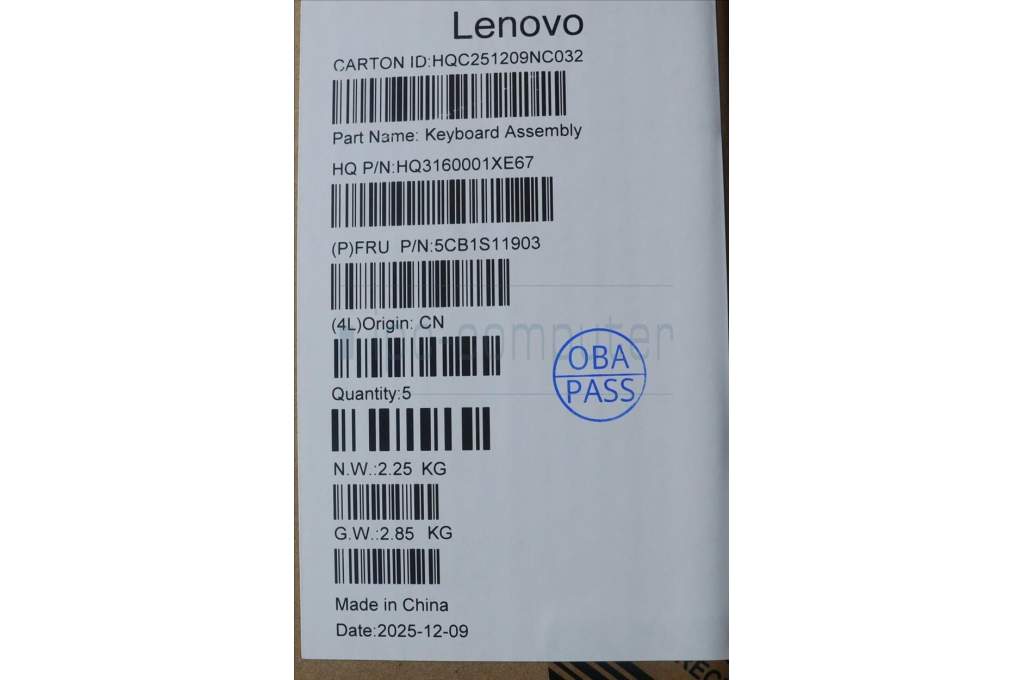 Lenovo
CARTON ID:HQC251209NC032
Part Name: Keyboard Assembly
HQ P/N:HQ3160001XE67
(P)FRU P/N:5CB1S11903
(4L)Origin: CN
OBA
PASS
Quantity:5
N.W.:2.25 KG
G.W.:2.85 KG
Made in China
Date:2025-12-09